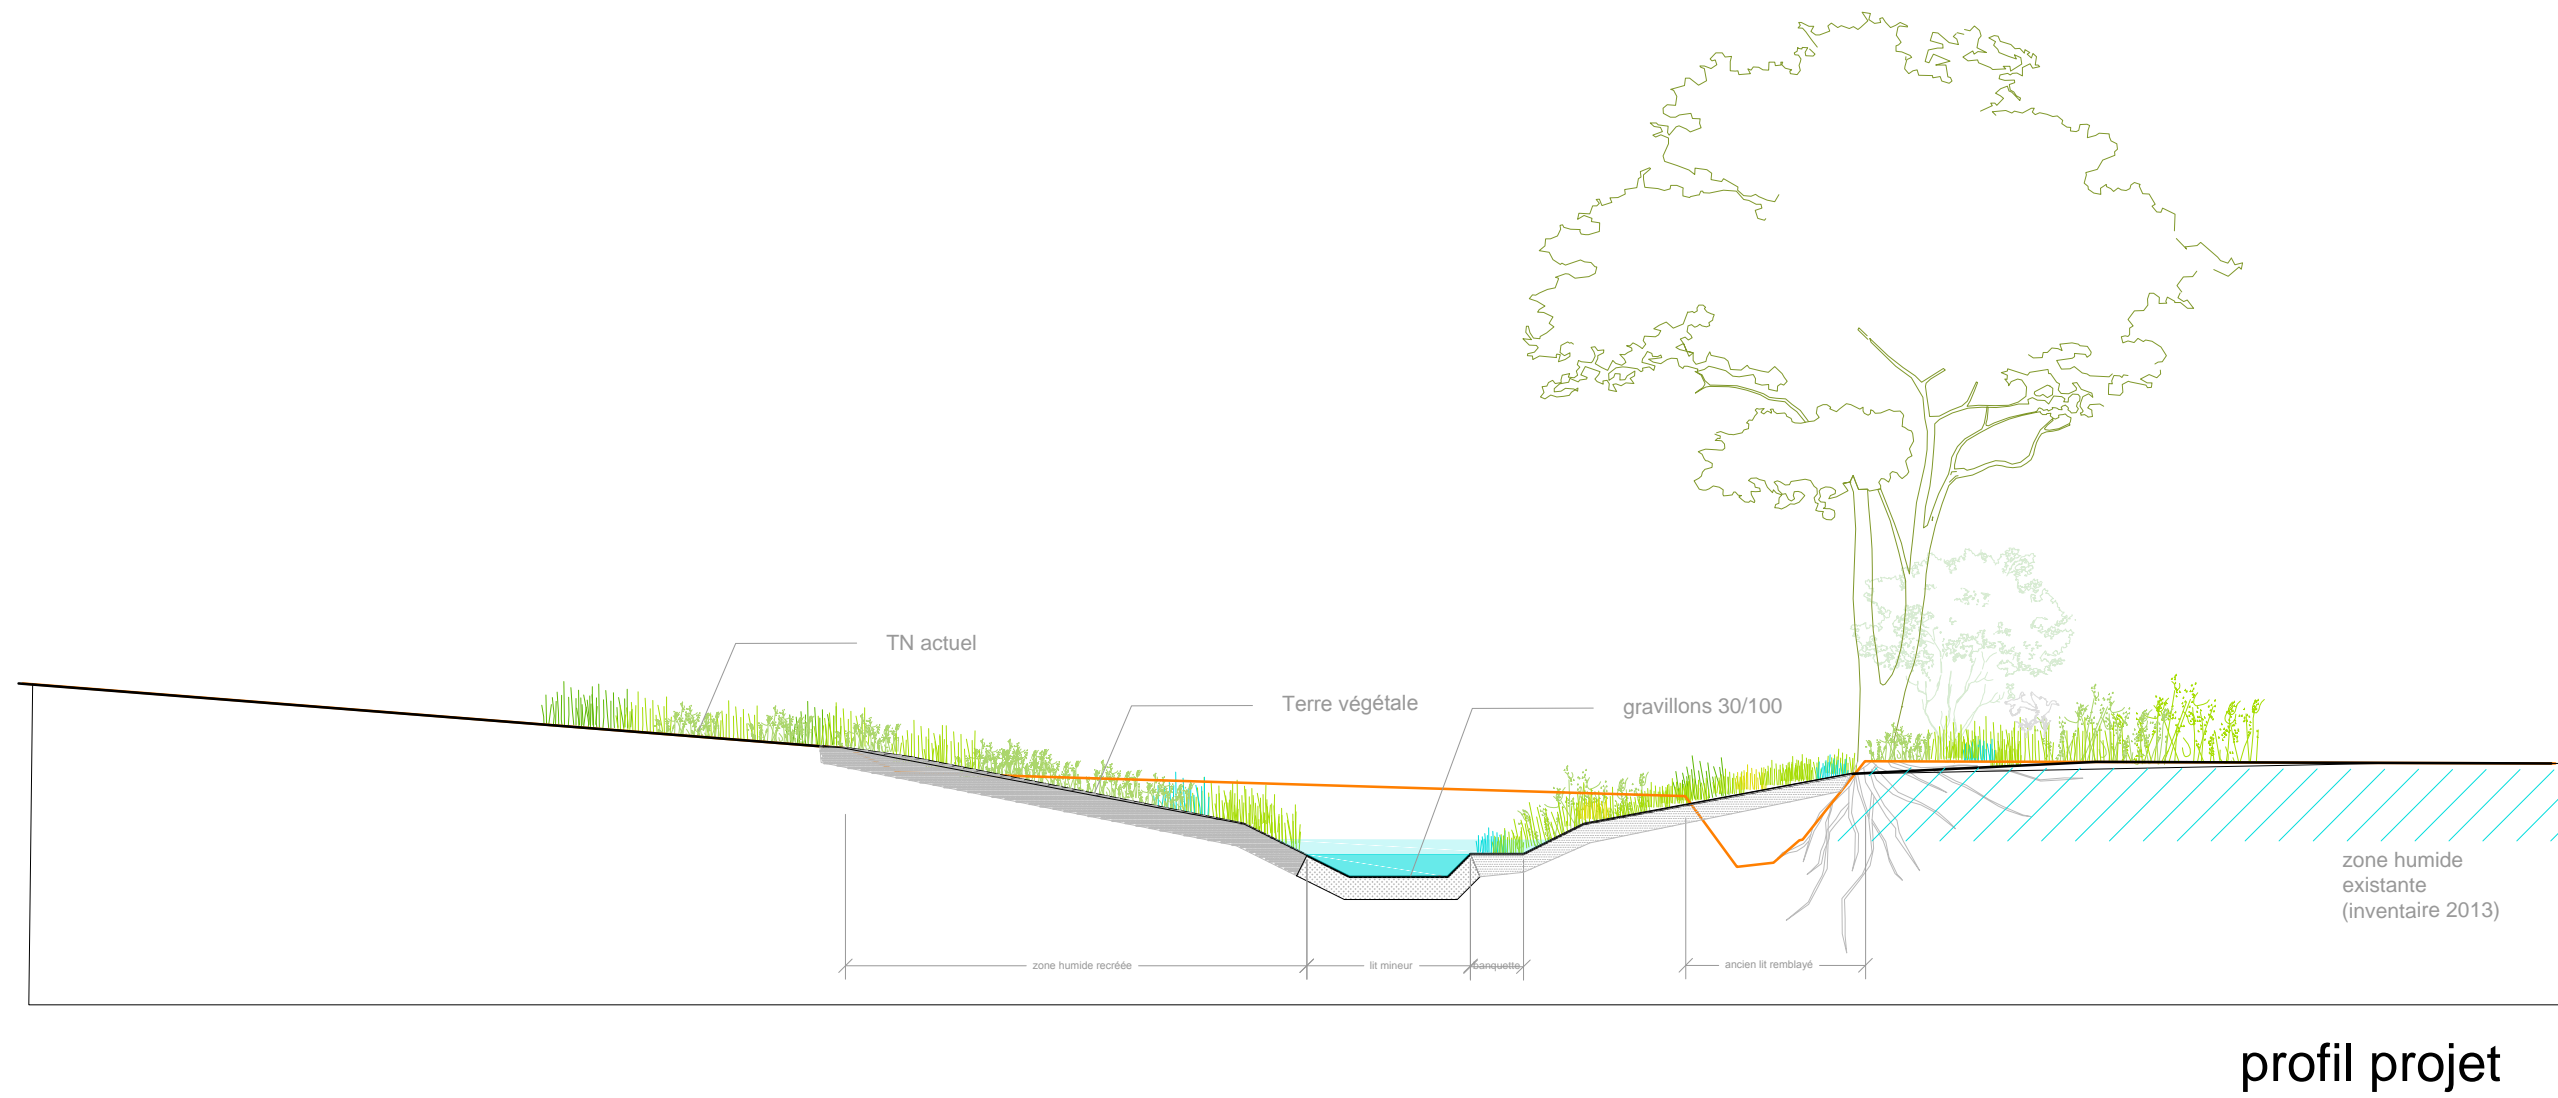 TN actuel
Terre végétale
gravillons 30/100
zone humide
existante
(inventaire 2013)
zone humide recréée
lit mineur
banquette
ancien lit remblayé
profil projet